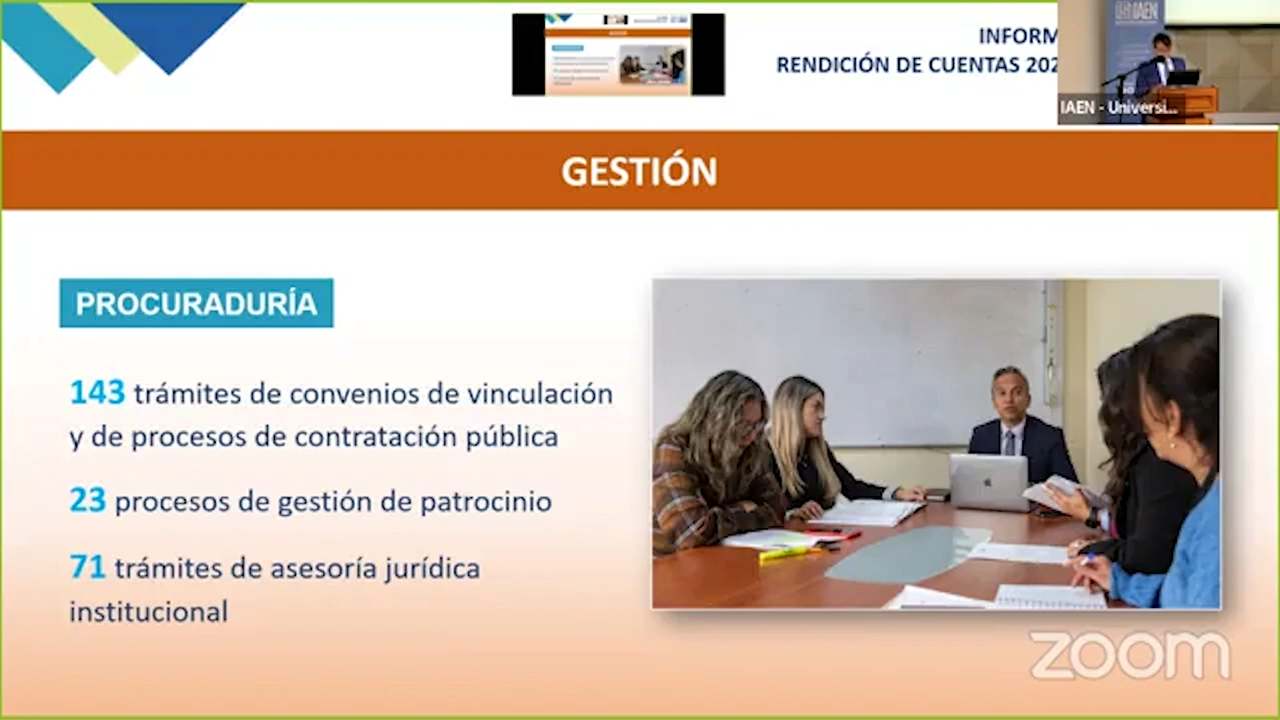 INFORM
RENDICIÓN DE CUENTAS 202
IAEN
IAEN - Universi...
GESTIÓN
PROCURADURÍA
143 trámites de convenios de vinculación
y de procesos de contratación pública
23 procesos de gestión de patrocinio
71 trámites de asesoría jurídica
institucional
zoom